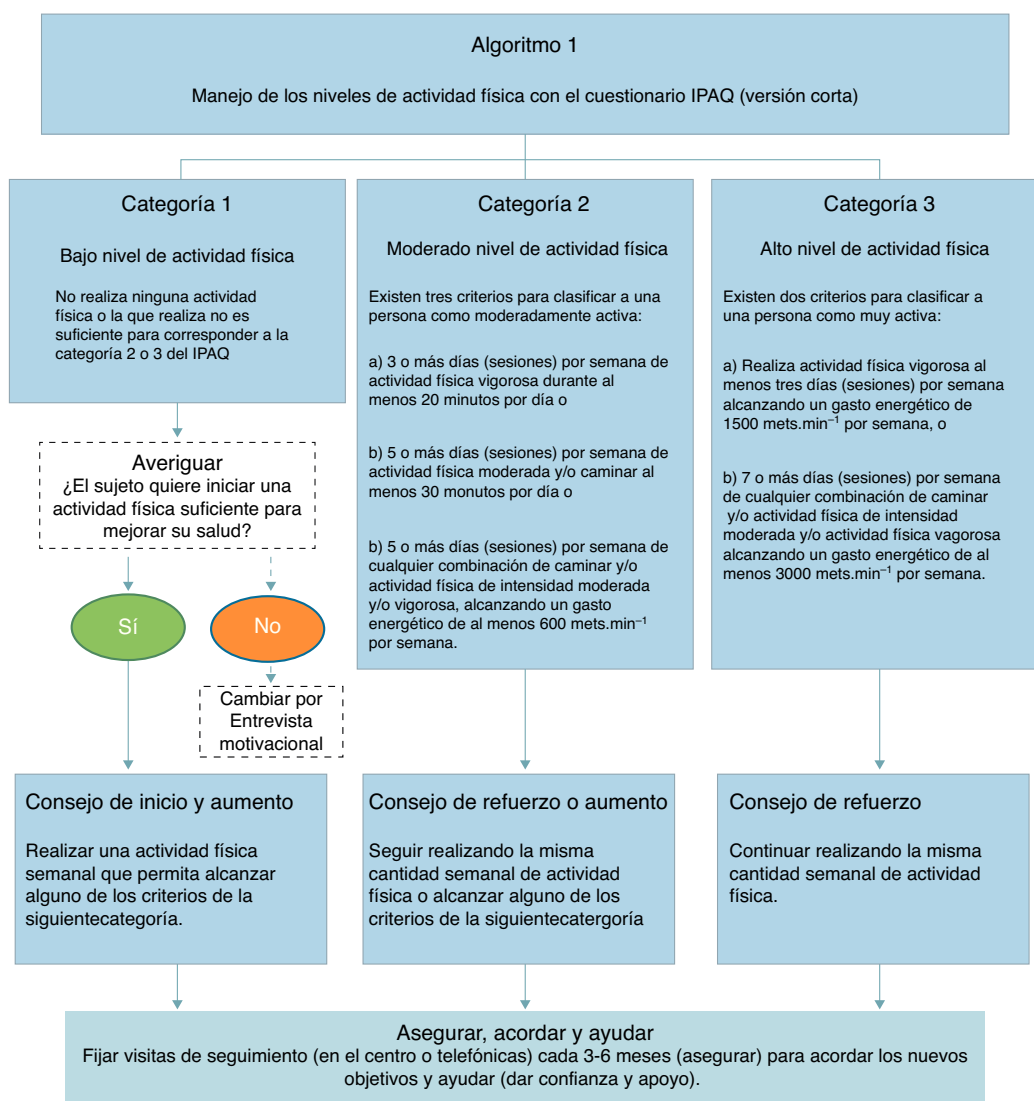 Algoritmo 1
Manejo de los niveles de actividad física con el cuestionario IPAQ (versión corta)
Categoría 1
Bajo nivel de actividad física
No realiza ninguna actividad
física o la que realiza no es
suficiente para corresponder a la
categoría 2 o 3 del IPAQ
Averiguar
¿El sujeto quiere iniciar una
actividad física suficiente para
mejorar su salud?
Sí
No
Cambiar por
Entrevista
motivacional
Consejo de inicio y aumento
Realizar una actividad física
semanal que permita alcanzar
alguno de los criterios de la
siguientecategoría.
Categoría 2
Moderado nivel de actividad física
Existen tres criterios para clasificar a una
persona como moderadamente activa:
a) 3 o más días (sesiones) por semana de
actividad física vigorosa durante al
menos 20 minutos por día o
b) 5 o más días (sesiones) por semana de
actividad física moderada y/o caminar al
menos 30 monutos por día o
b) 5 o más días (sesiones) por semana de
cualquier combinación de caminar y/o
actividad física de intensidad moderada
y/o vigorosa, alcanzando un gasto
energético de al menos 600 mets.min⁻¹
por semana.
Consejo de refuerzo o aumento
Seguir realizando la misma
cantidad semanal de actividad
física o alcanzar alguno de los
criterios de la siguientecatergoría
Categoría 3
Alto nivel de actividad física
Existen dos criterios para clasificar a
una persona como muy activa:
a) Realiza actividad física vigorosa al
menos tres días (sesiones) por semana
alcanzando un gasto energético de
1500 mets.min⁻¹ por semana, o
b) 7 o más días (sesiones) por semana
de cualquier combinación de caminar
y/o actividad física de intensidad
moderada y/o actividad física vagorosa
alcanzando un gasto energético de al
menos 3000 mets.min⁻¹ por semana.
Consejo de refuerzo
Continuar realizando la misma
cantidad semanal de actividad
física.
Asegurar, acordar y ayudar
Fijar visitas de seguimiento (en el centro o telefónicas) cada 3-6 meses (asegurar) para acordar los nuevos
objetivos y ayudar (dar confianza y apoyo).